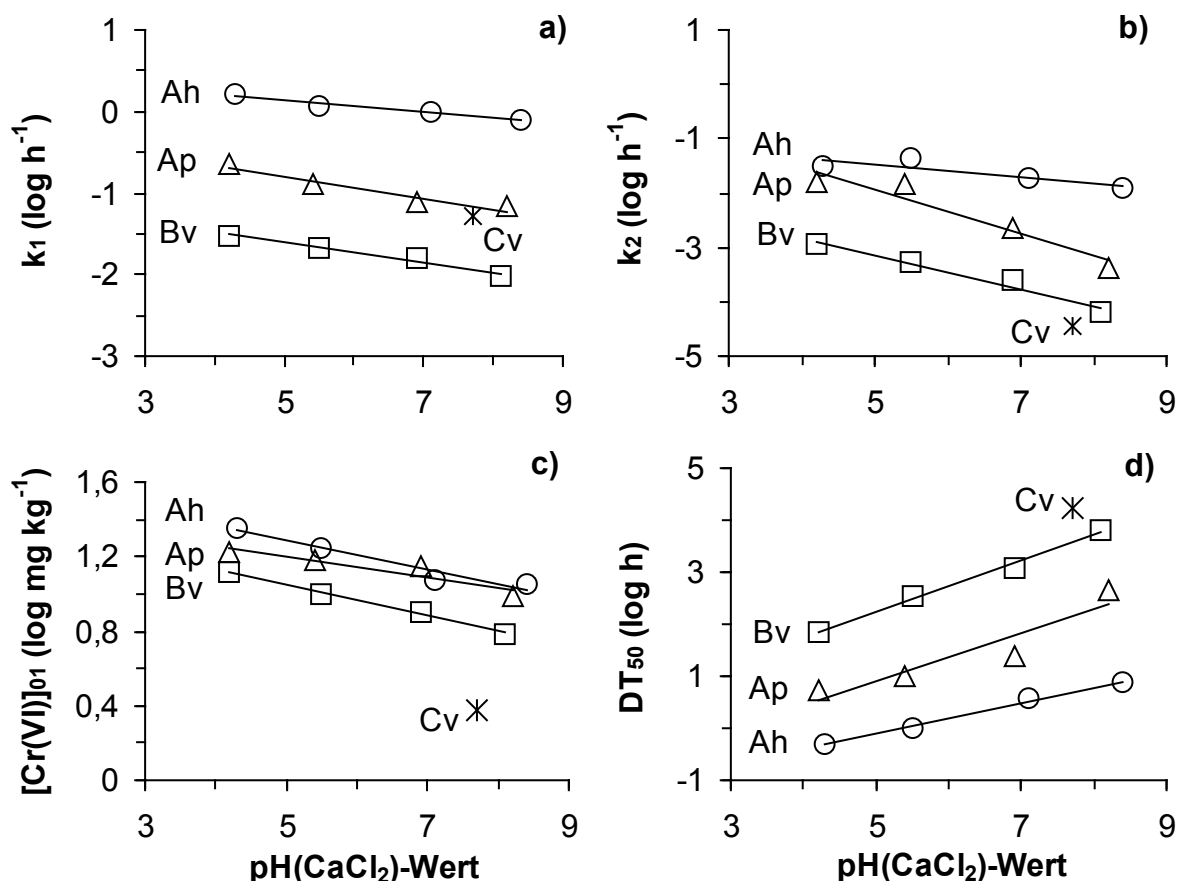 a)
k₁ (log h⁻¹)
1
0
-1
-2
-3
Ah
Ap
Bv
Cv
3 5 7 9
b)
k₂ (log h⁻¹)
1
-1
-3
-5
Ah
Ap
Bv
Cv
3 5 7 9
c)
[Cr(VI)]₀₁ (log mg kg⁻¹)
1,6
1,2
0,8
0,4
0
Ah
Ap
Bv
Cv
3 5 7 9
pH(CaCl₂)-Wert
d)
DT₅₀ (log h)
5
3
1
-1
Cv
Bv
Ap
Ah
3 5 7 9
pH(CaCl₂)-Wert